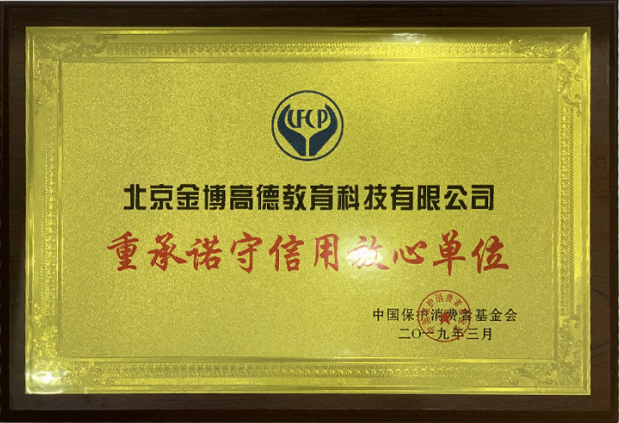 CFCP
北京金博高德教育科技有限公司
重承诺守信用放心单位
中国保护消费者基金会
二〇一九年三月